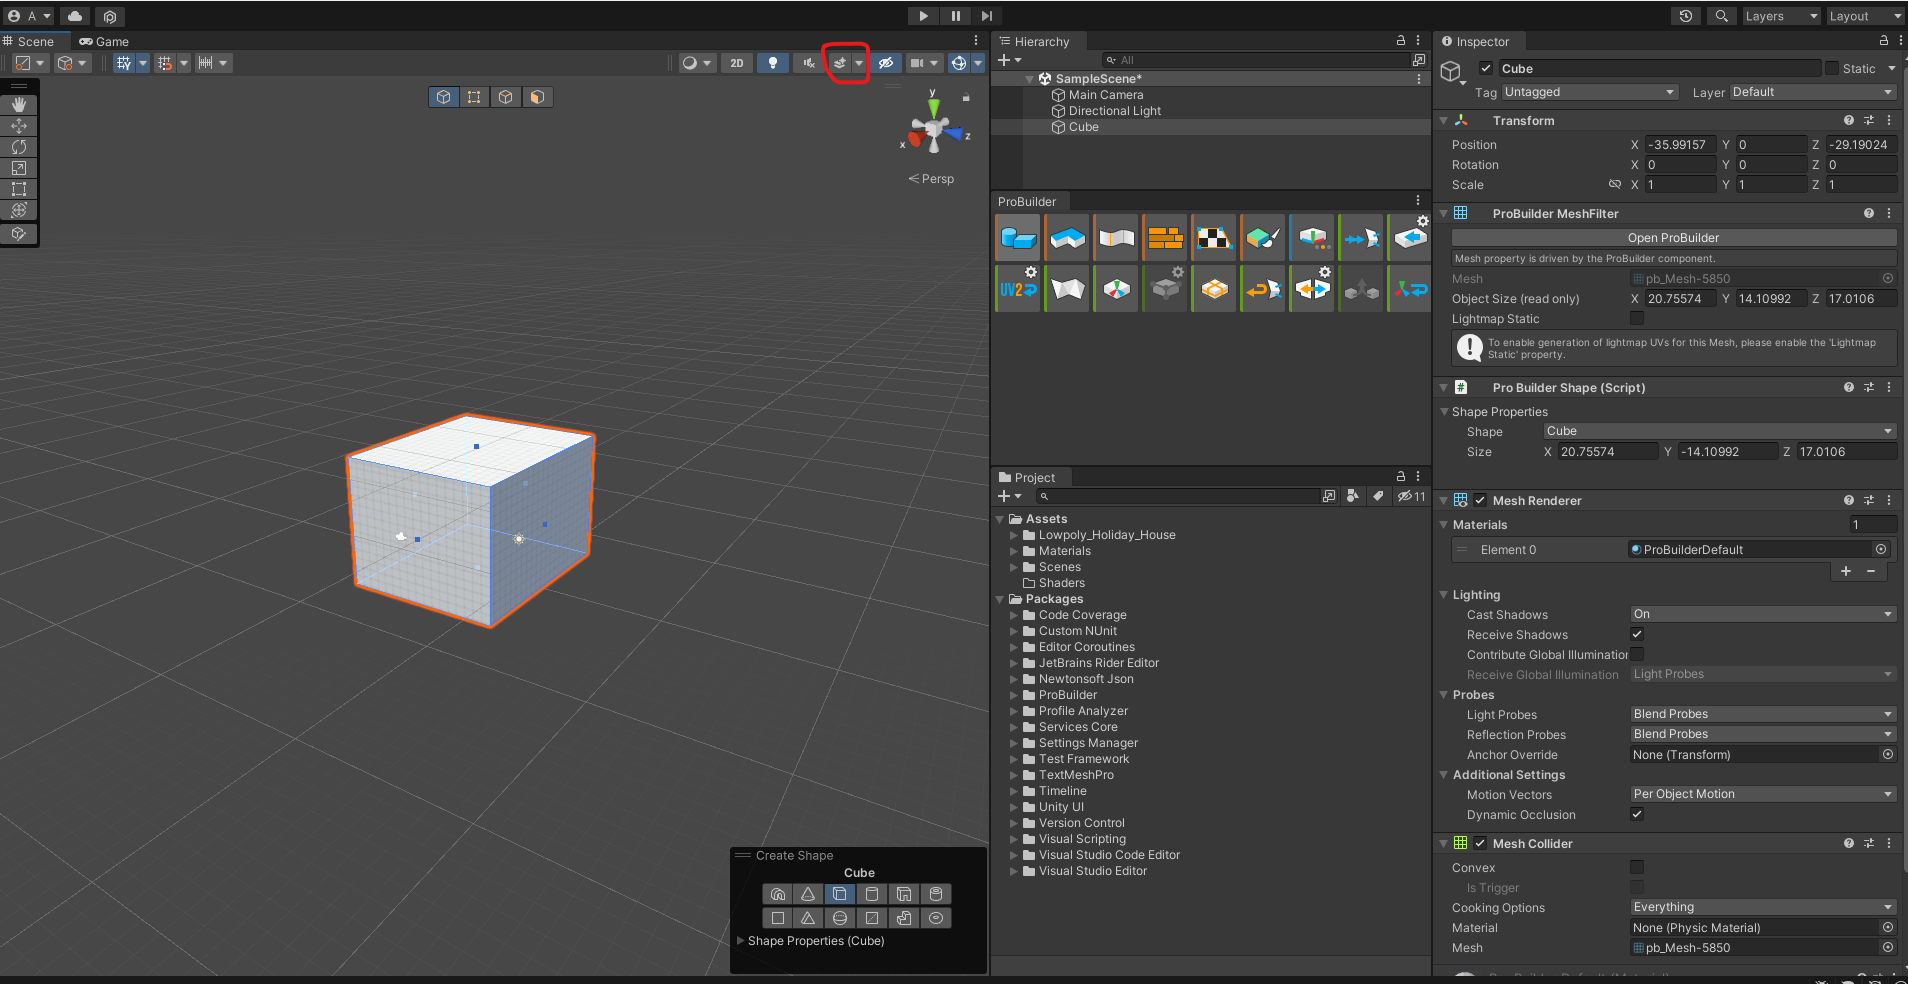 A
Layers
Layout
Scene
Game
2D
y
x
z
Persp
Create Shape
Cube
Shape Properties (Cube)
Hierarchy
All
SampleScene*
Main Camera
Directional Light
Cube
ProBuilder
UV2
Project
11
Assets
Lowpoly_Holiday_House
Materials
Scenes
Shaders
Packages
Code Coverage
Custom NUnit
Editor Coroutines
JetBrains Rider Editor
Newtonsoft Json
ProBuilder
Profile Analyzer
Services Core
Settings Manager
Test Framework
TextMeshPro
Timeline
Unity UI
Version Control
Visual Scripting
Visual Studio Code Editor
Visual Studio Editor
Inspector
Cube Static
Tag Untagged Layer Default
Transform
Position X -35.99157 Y 0 Z -29.19024
Rotation X 0 Y 0 Z 0
Scale X 1 Y 1 Z 1
ProBuilder MeshFilter
Open ProBuilder
Mesh property is driven by the ProBuilder component.
Mesh pb_Mesh-5850
Object Size (read only) X 20.75574 Y 14.10992 Z 17.0106
Lightmap Static
To enable generation of lightmap UVs for this Mesh, please enable the 'Lightmap
Static' property.
Pro Builder Shape (Script)
Shape Properties
Shape Cube
Size X 20.75574 Y -14.10992 Z 17.0106
Mesh Renderer
Materials 1
Element 0 ProBuilderDefault
Lighting
Cast Shadows On
Receive Shadows
Contribute Global Illumination
Receive Global Illumination Light Probes
Probes
Light Probes Blend Probes
Reflection Probes Blend Probes
Anchor Override None (Transform)
Additional Settings
Motion Vectors Per Object Motion
Dynamic Occlusion
Mesh Collider
Convex
Is Trigger
Cooking Options Everything
Material None (Physic Material)
Mesh pb_Mesh-5850